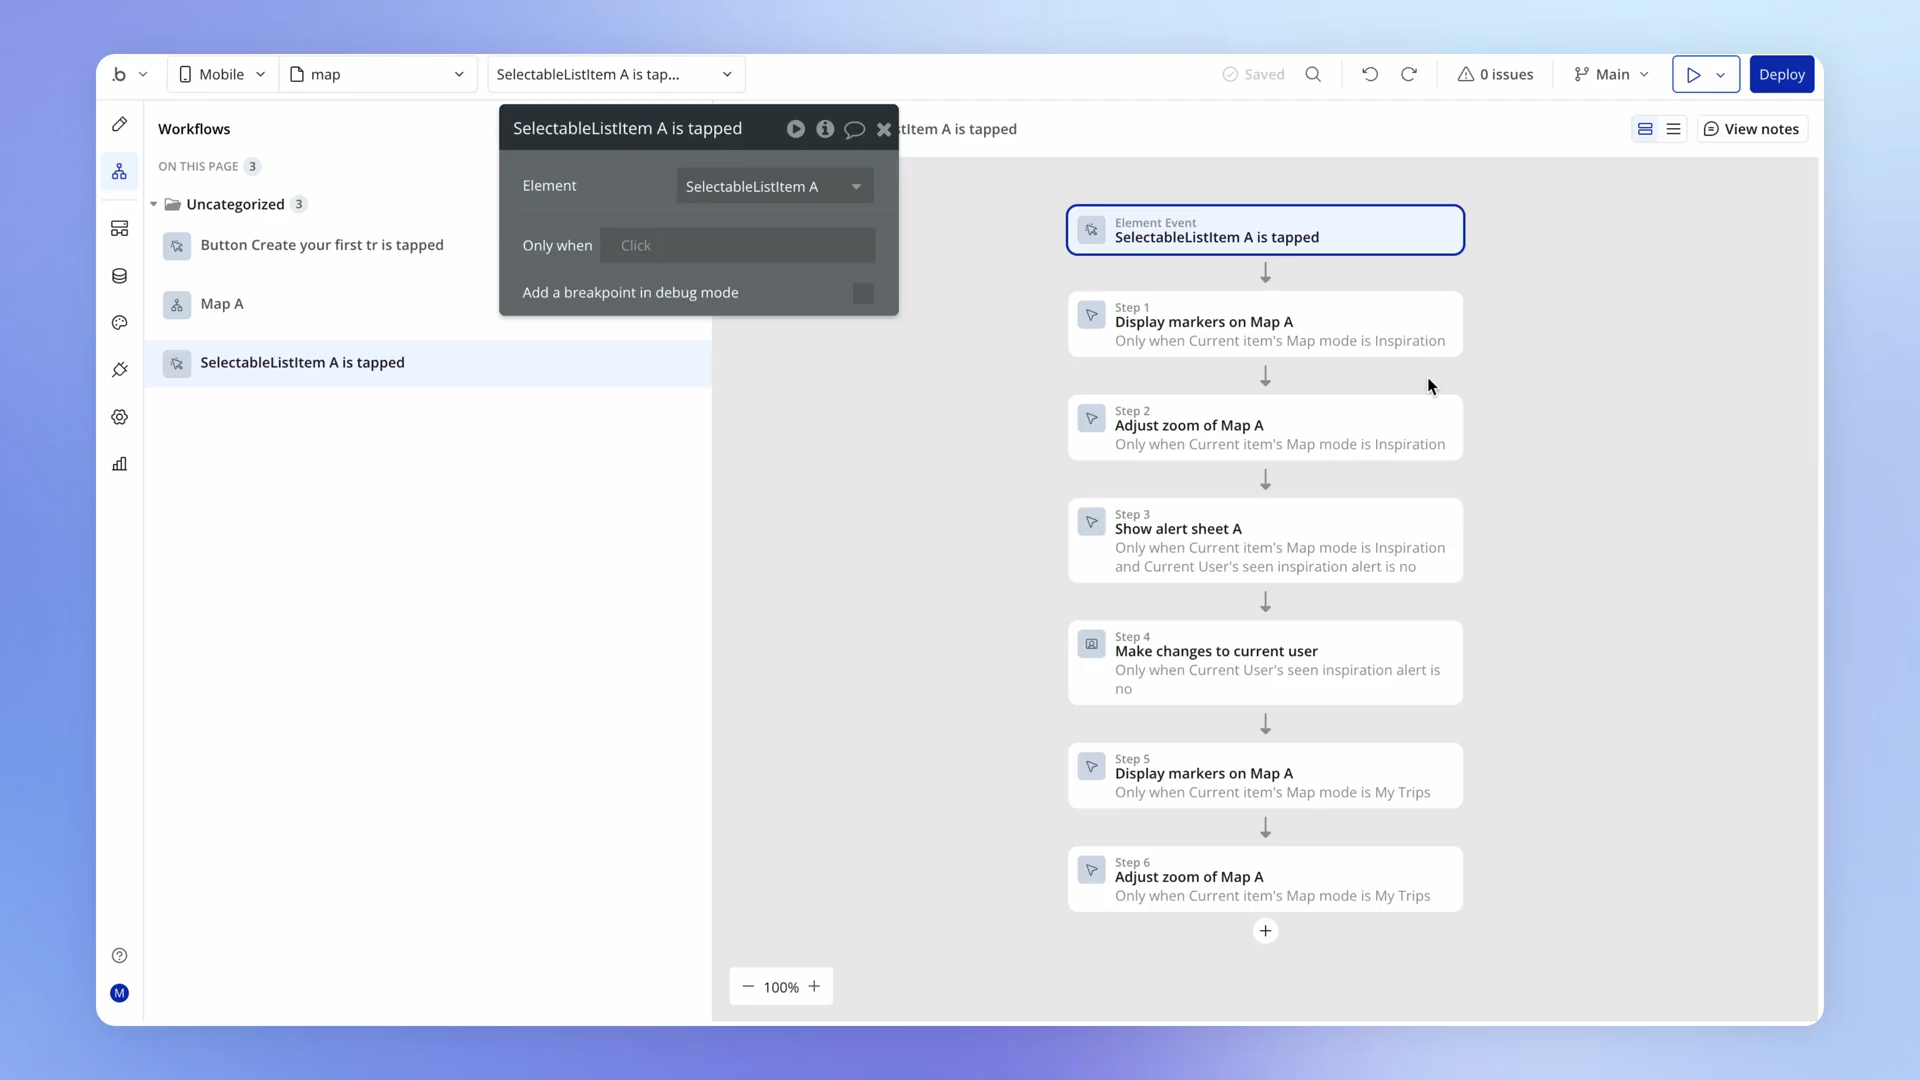 .b
Mobile
map
SelectableListItem A is tap...
Saved
0 issues
Main
Deploy
Workflows
SelectableListItem A is tapped
stItem A is tapped
View notes
ON THIS PAGE 3
Uncategorized 3
Button Create your first tr is tapped
Map A
SelectableListItem A is tapped
Element
SelectableListItem A
Only when
Click
Add a breakpoint in debug mode
Element Event
SelectableListItem A is tapped
Step 1
Display markers on Map A
Only when Current item's Map mode is Inspiration
Step 2
Adjust zoom of Map A
Only when Current item's Map mode is Inspiration
Step 3
Show alert sheet A
Only when Current item's Map mode is Inspiration
and Current User's seen inspiration alert is no
Step 4
Make changes to current user
Only when Current User's seen inspiration alert is
no
Step 5
Display markers on Map A
Only when Current item's Map mode is My Trips
Step 6
Adjust zoom of Map A
Only when Current item's Map mode is My Trips
100%
M